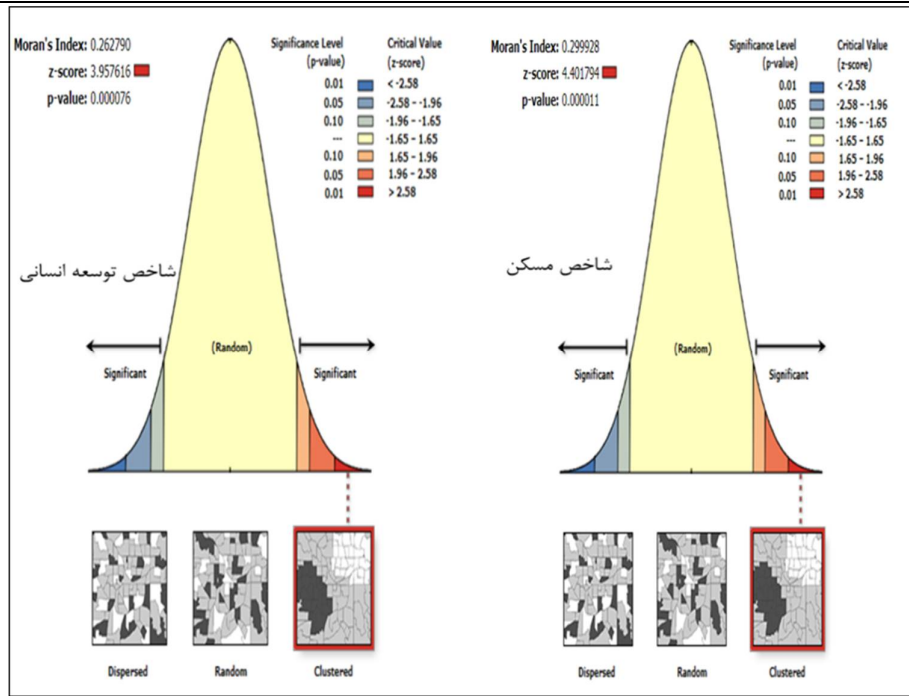 Moran's Index: 0.262790
z-score: 3.957616
p-value: 0.000076
Significance Level (p-value)
Critical Value (z-score)
0.01 < -2.58
0.05 -2.58 - -1.96
0.10 -1.96 - -1.65
--- -1.65 - 1.65
0.10 1.65 - 1.96
0.05 1.96 - 2.58
0.01 > 2.58
شاخص توسعه انسانی
(Random)
Significant
Significant
Dispersed
Random
Clustered
Moran's Index: 0.299928
z-score: 4.401794
p-value: 0.000011
Significance Level (p-value)
Critical Value (z-score)
0.01 < -2.58
0.05 -2.58 - -1.96
0.10 -1.96 - -1.65
--- -1.65 - 1.65
0.10 1.65 - 1.96
0.05 1.96 - 2.58
0.01 > 2.58
شاخص مسکن
(Random)
Significant
Significant
Dispersed
Random
Clustered